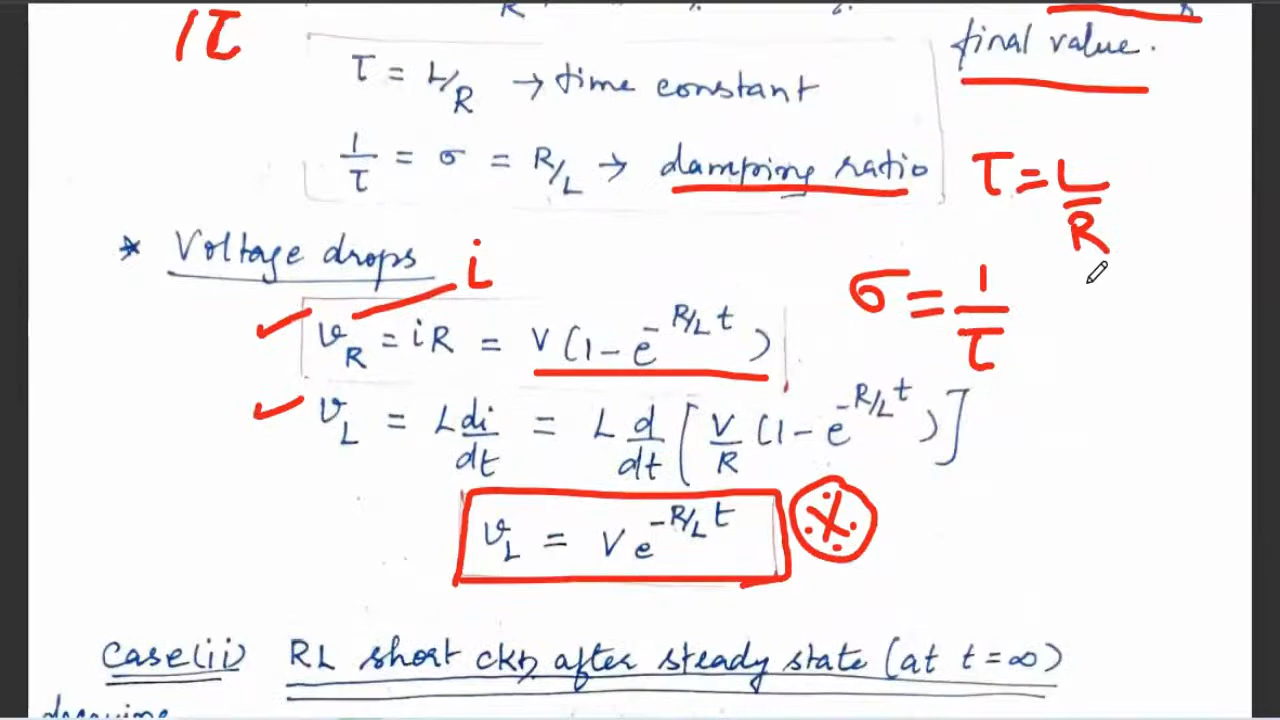 1τ
R
final value.
τ = L/R → time constant
1/τ = σ = R/L → damping ratio
τ = L/R
* Voltage drops
i
σ = 1/τ
v_R = iR = V(1 - e^{-R/L t})
v_L = L di/dt = L d/dt [V/R (1 - e^{-R/L t})]
v_L = V e^{-R/L t}
Case(ii) RL short ckt, after steady state (at t = ∞)